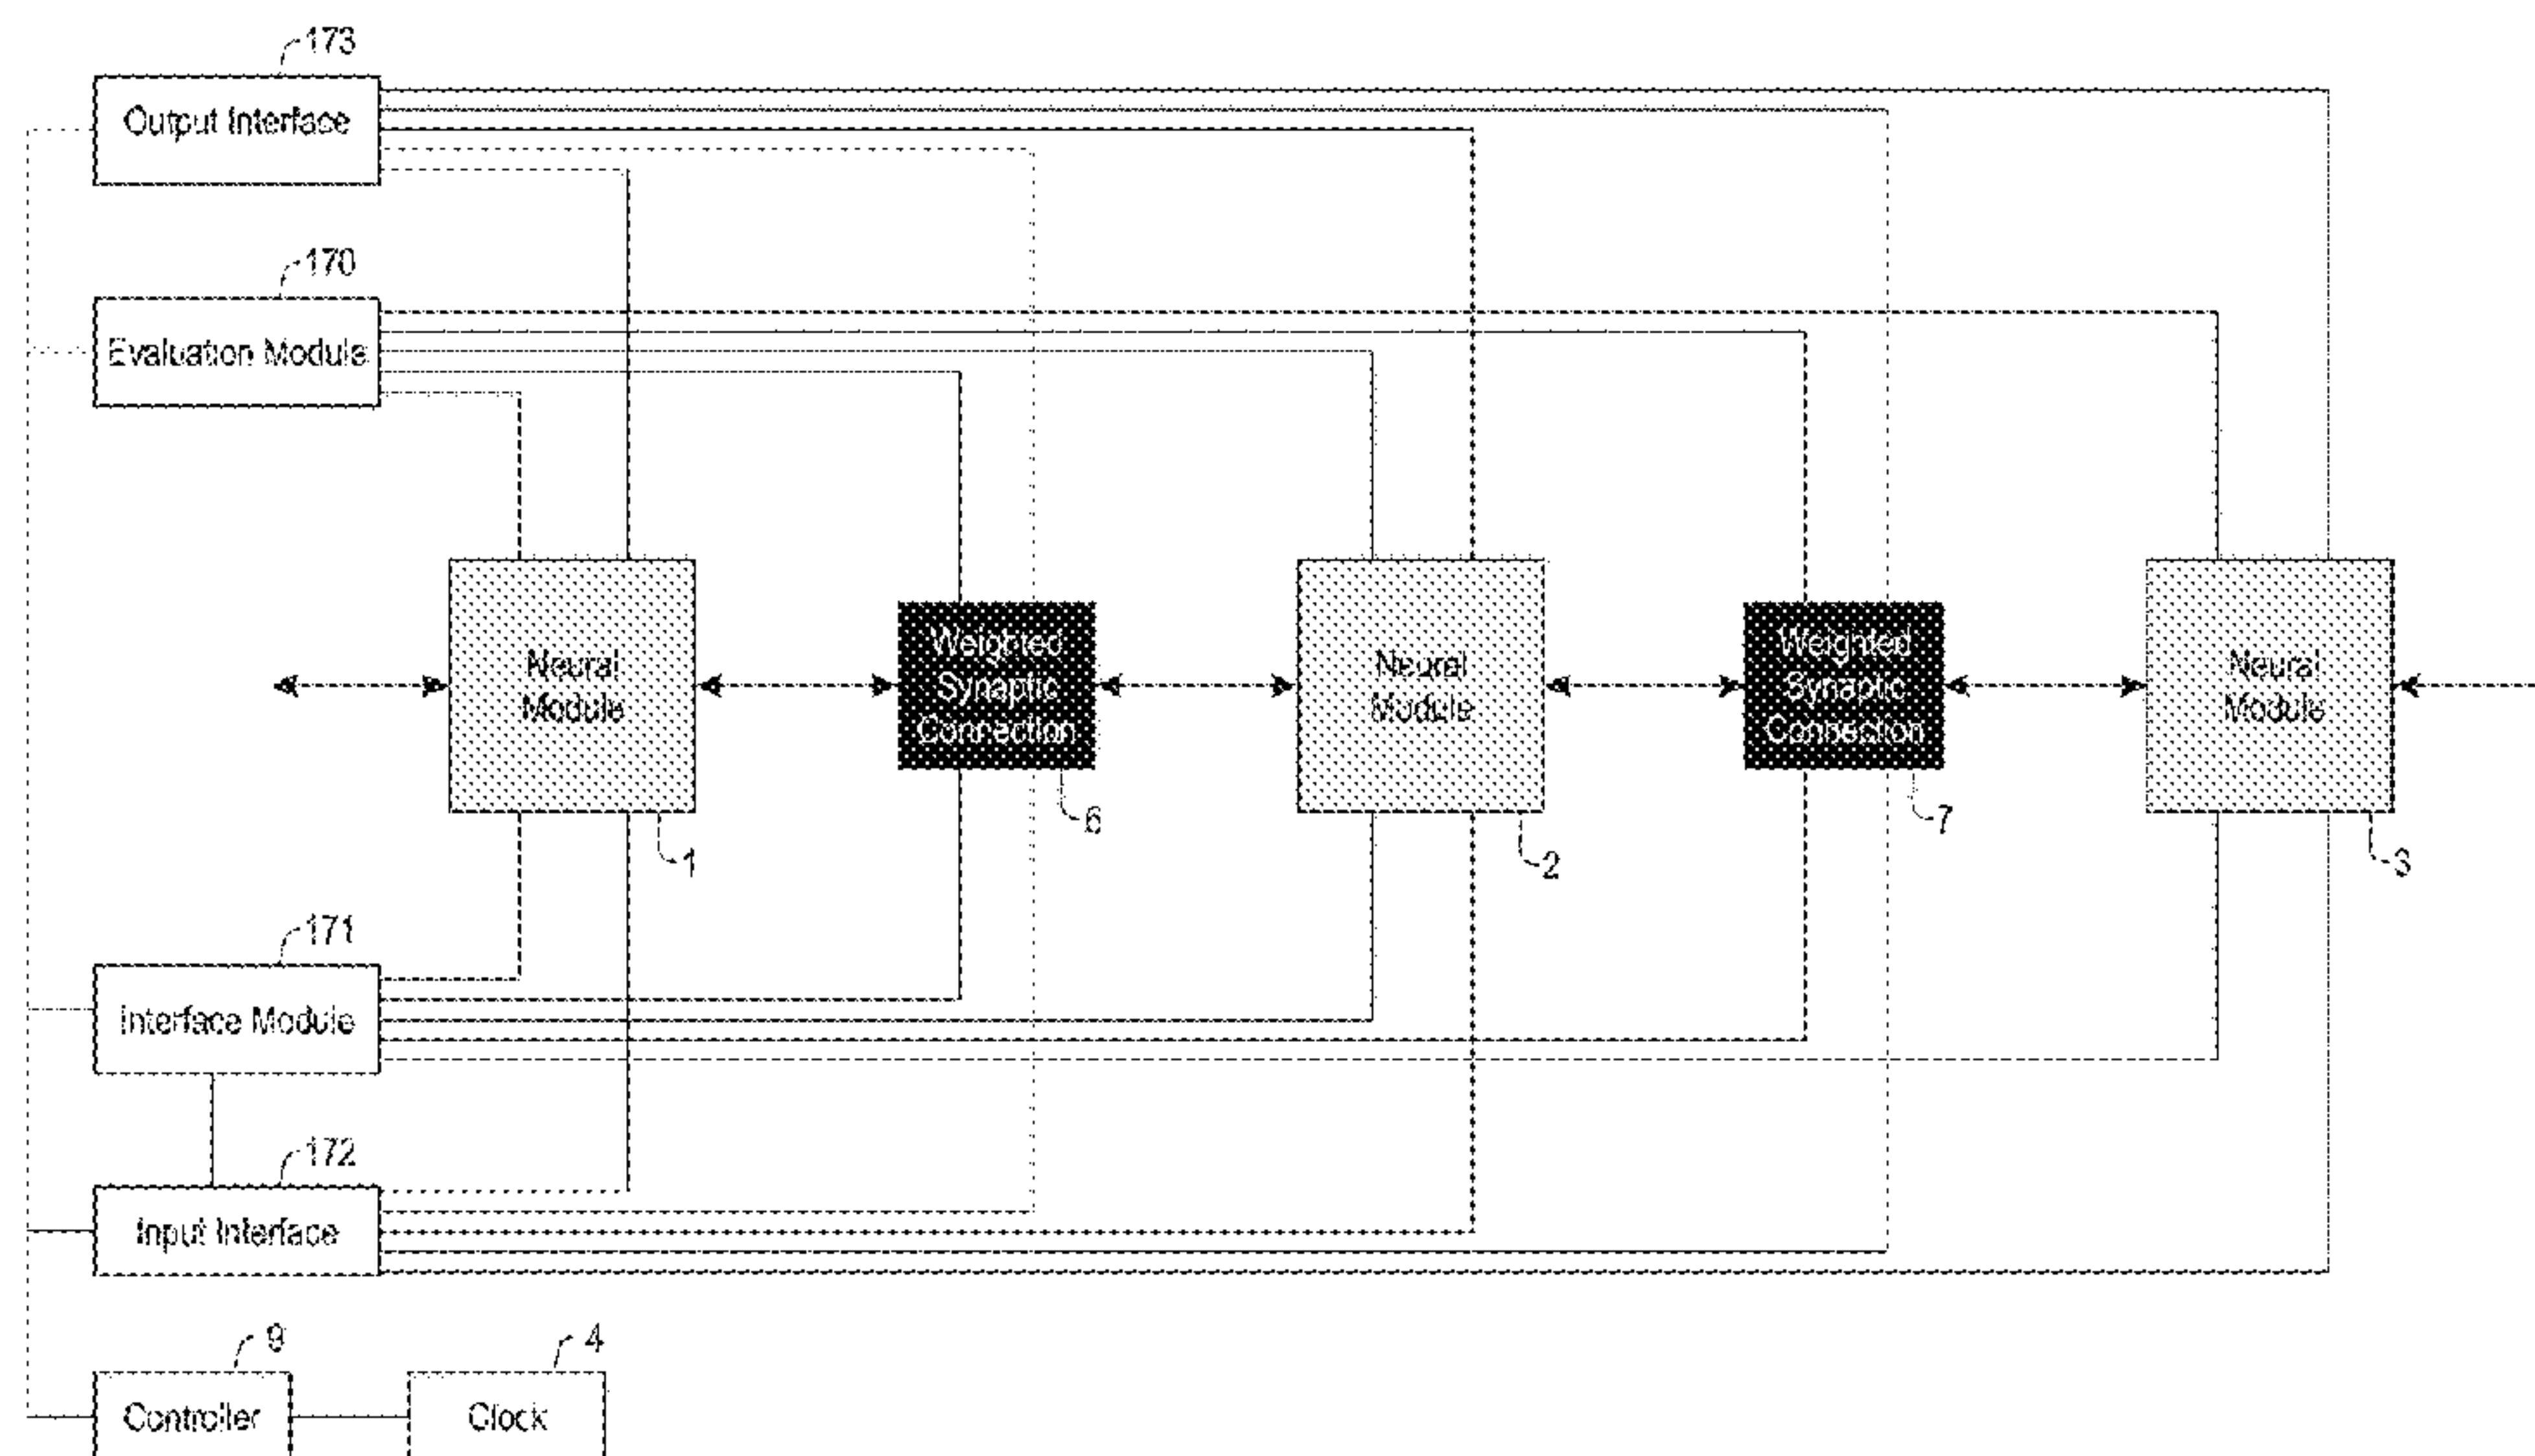 173
Output Interface
170
Evaluation Module
Neural
Module
Weighted
Synaptic
Connection
Neural
Module
Weighted
Synaptic
Connection
Neural
Module
6
7
1
2
3
171
Interface Module
172
Input Interface
9
4
Controller
Clock